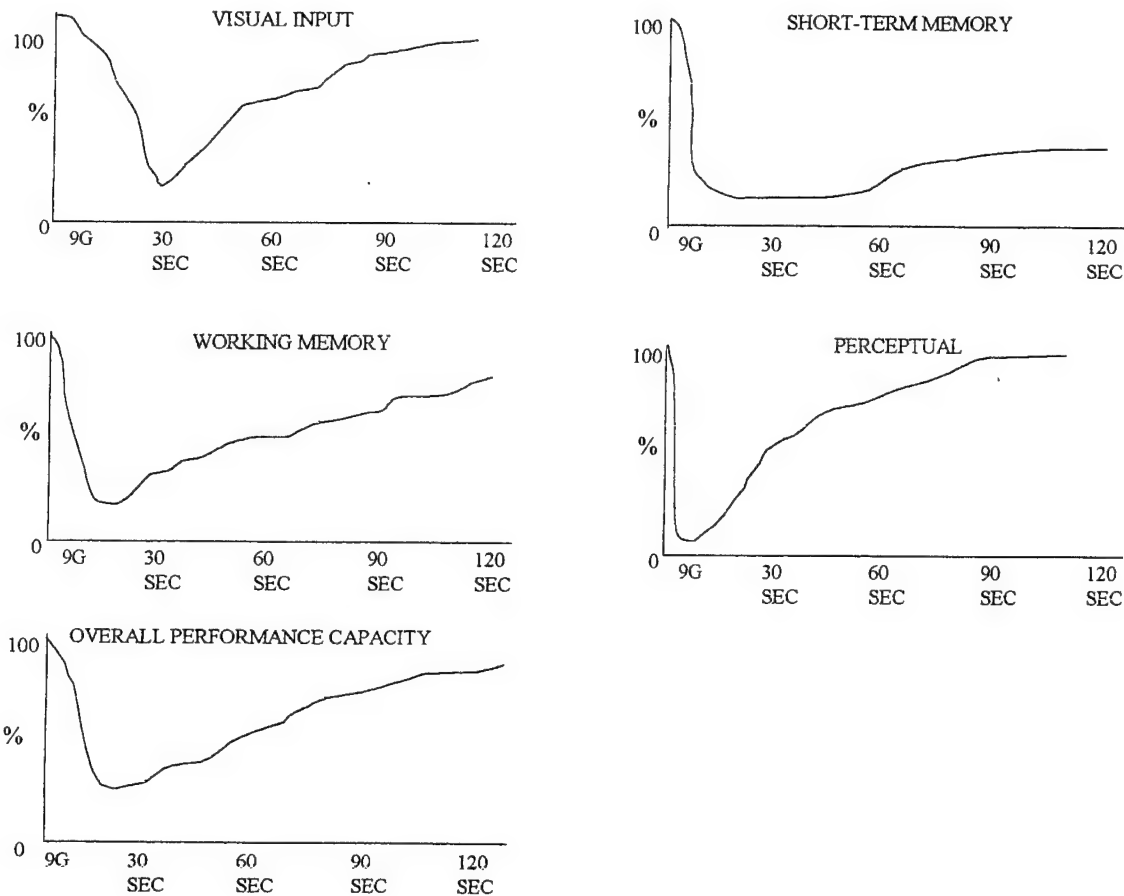 VISUAL INPUT
100
%
0
9G 30 60 90 120
SEC SEC SEC SEC
SHORT-TERM MEMORY
100
%
0
9G 30 60 90 120
SEC SEC SEC SEC
WORKING MEMORY
100
%
0
9G 30 60 90 120
SEC SEC SEC SEC
PERCEPTUAL
100
%
0
9G 30 60 90 120
SEC SEC SEC SEC
OVERALL PERFORMANCE CAPACITY
100
%
0
9G 30 60 90 120
SEC SEC SEC SEC